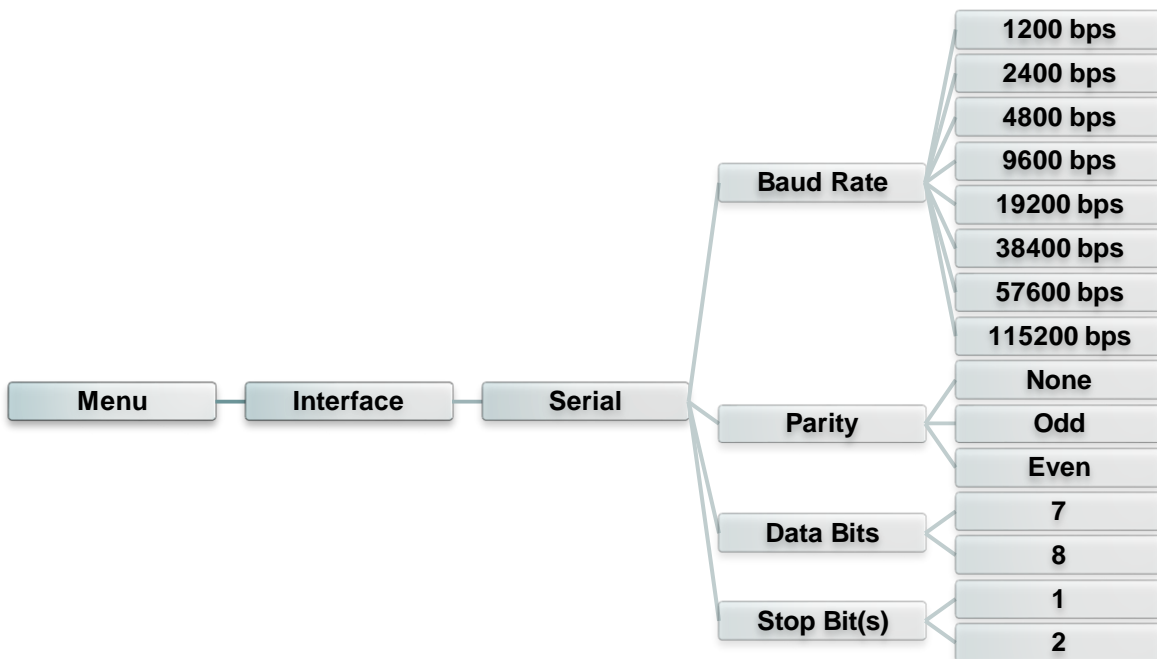 Menu
Interface
Serial
Baud Rate
1200 bps
2400 bps
4800 bps
9600 bps
19200 bps
38400 bps
57600 bps
115200 bps
Parity
None
Odd
Even
Data Bits
7
8
Stop Bit(s)
1
2